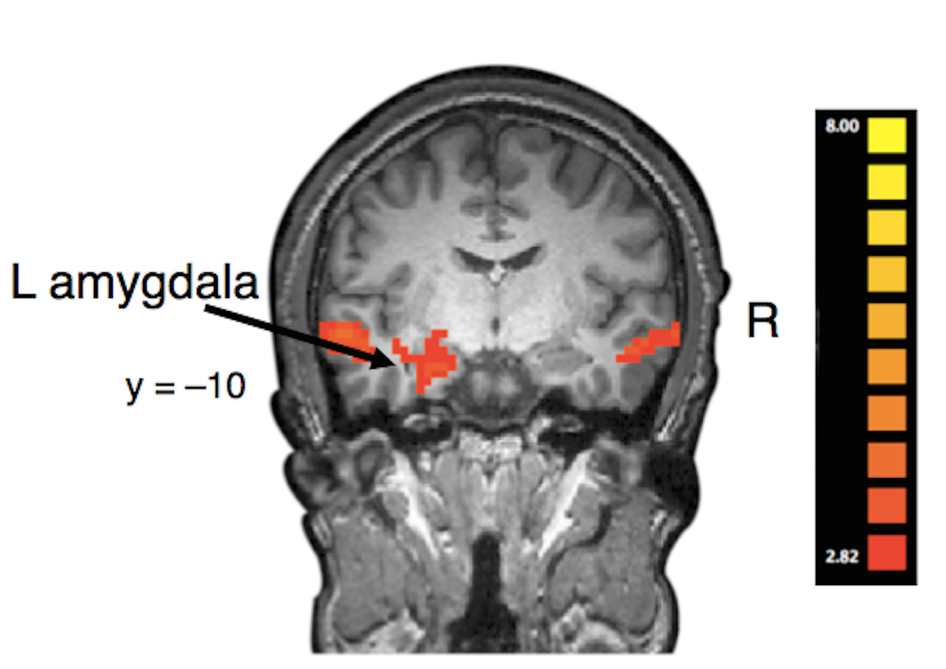 8.00
L amygdala
R
y = –10
2.82